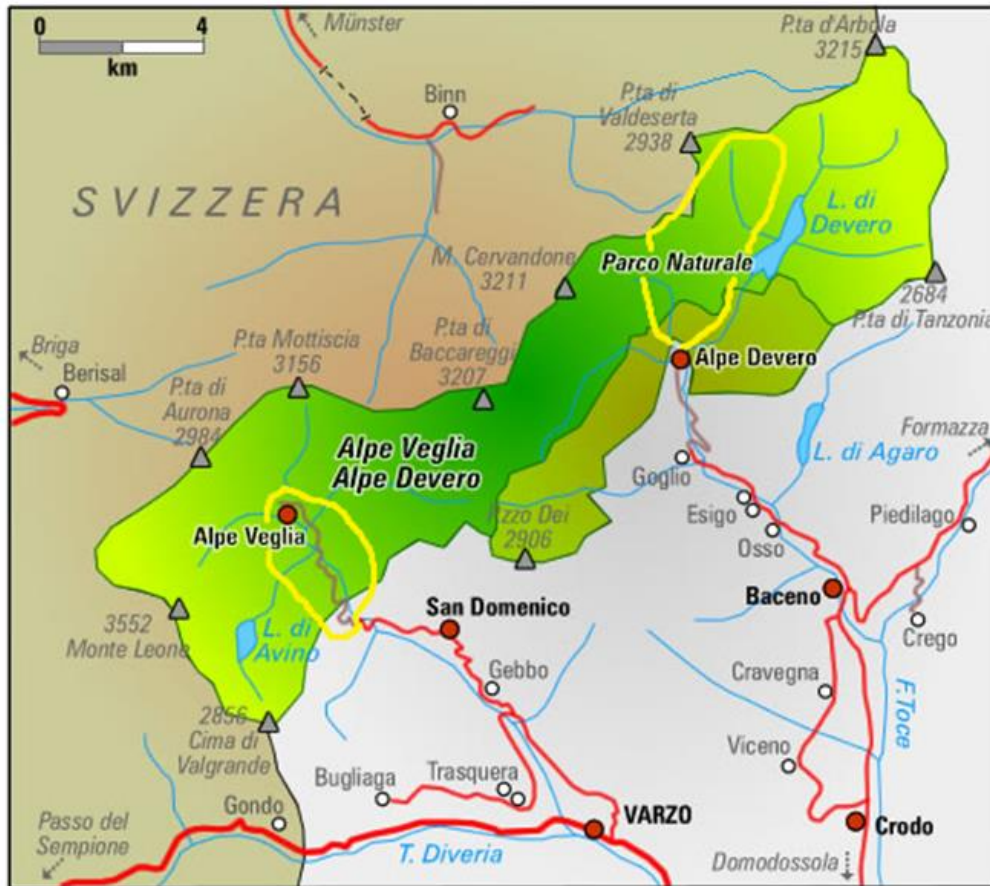 0 4
km
Münster
P.ta d'Arbola
3215
Binn
P.ta di
Valdeserta
2938
SVIZZERA
L. di
Devero
M. Cervandone
3211
Parco Naturale
2684
P.ta di Tanzonia
Briga
Berisal
P.ta Mottiscia
3156
P.ta di
Baccareggi
3207
Alpe Devero
P.ta di
Aurona
2984
Alpe Veglia
Alpe Devero
Goglio
L. di Agaro
Formazza
Alpe Veglia
P.zzo Dei
2906
Esigo
Osso
Piedilago
3552
Monte Leone
L. di
Avino
San Domenico
Baceno
Crego
Gebbo
Cravegna
F. Toce
2856
Cima di
Valgrande
Bugliaga
Trasquera
Viceno
Gondo
VARZO
Crodo
Passo del
Sempione
T. Diveria
Domodossola